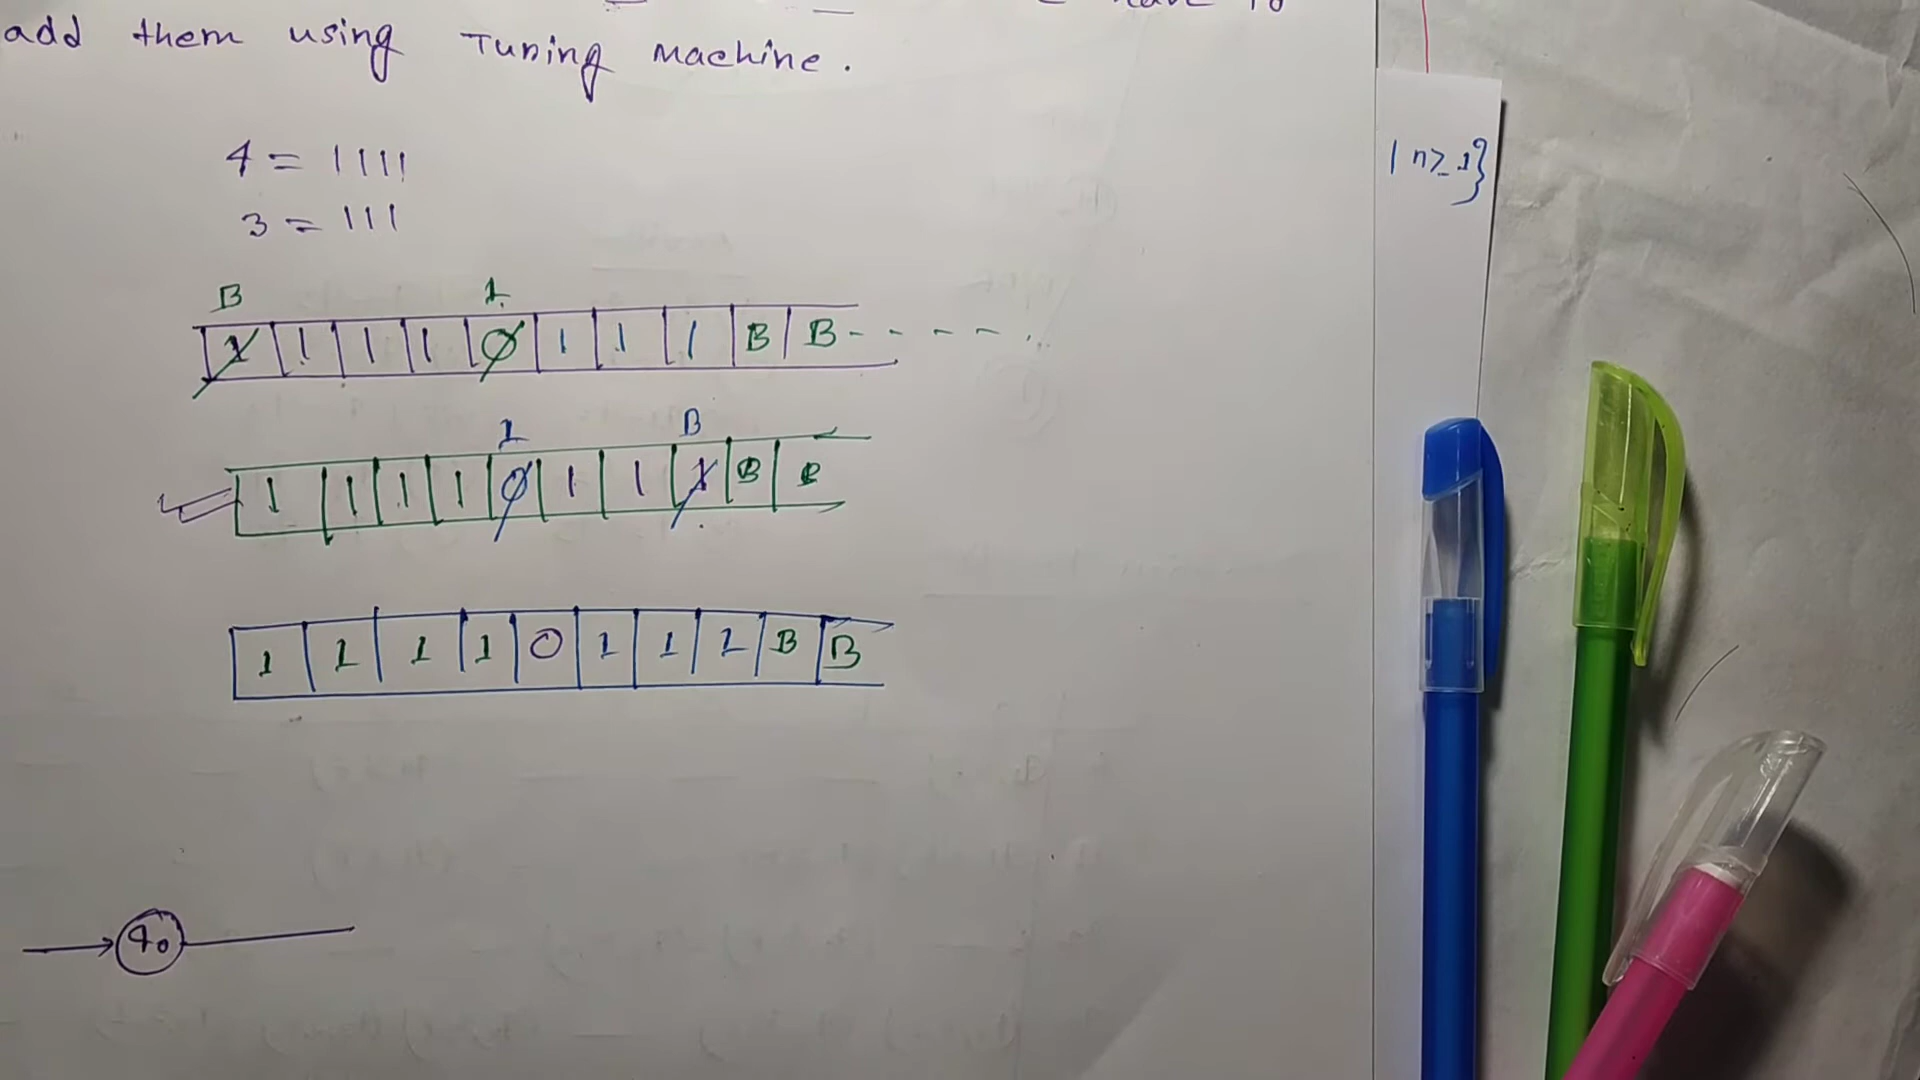 add them using Turing machine.
4 = 1111
3 = 111
| n ≥ 1}
B 1
1 1 1 1 0 1 1 1 B B - - - -
1 B
1 1 1 1 0 1 1 1 B B
1 1 1 1 0 1 1 1 B B
q0